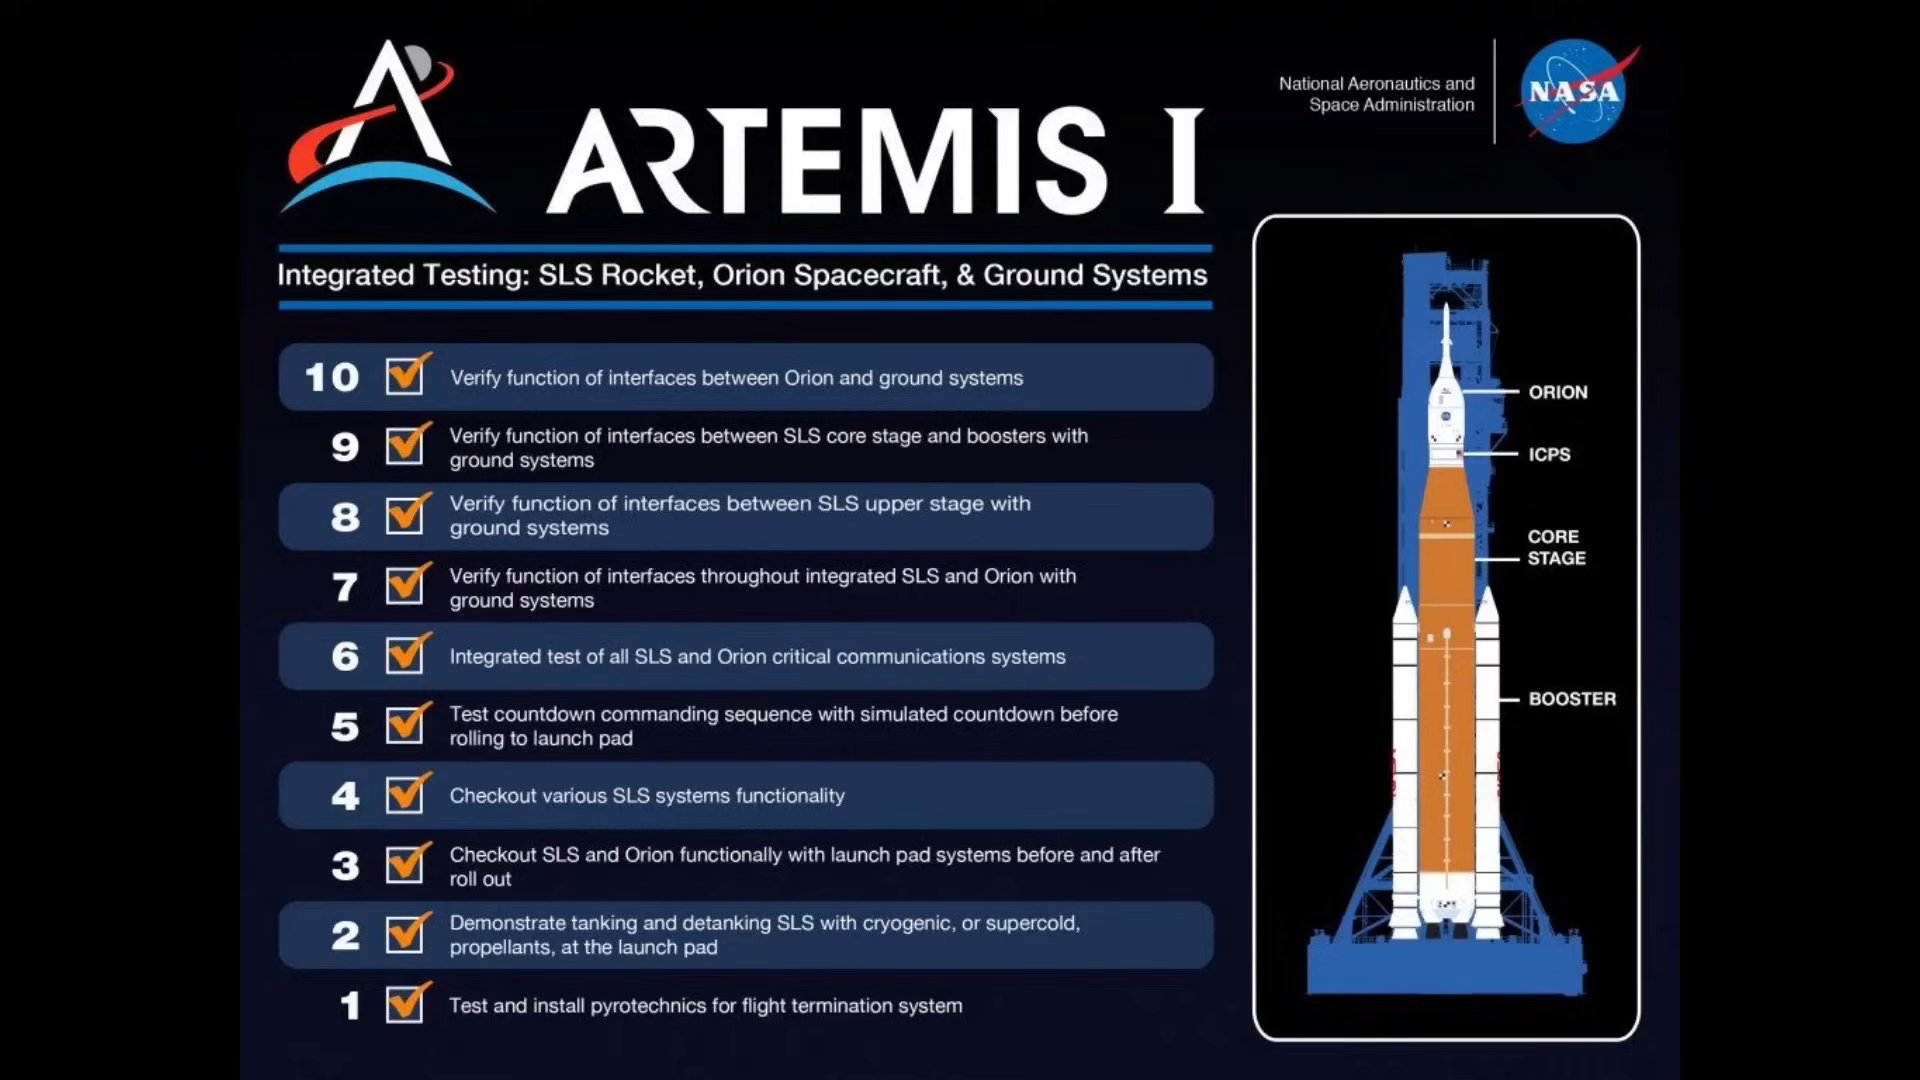 ARTEMIS I
National Aeronautics and
Space Administration
NASA
Integrated Testing: SLS Rocket, Orion Spacecraft, & Ground Systems
10 Verify function of interfaces between Orion and ground systems
9 Verify function of interfaces between SLS core stage and boosters with
ground systems
8 Verify function of interfaces between SLS upper stage with
ground systems
7 Verify function of interfaces throughout integrated SLS and Orion with
ground systems
6 Integrated test of all SLS and Orion critical communications systems
5 Test countdown commanding sequence with simulated countdown before
rolling to launch pad
4 Checkout various SLS systems functionality
3 Checkout SLS and Orion functionally with launch pad systems before and after
roll out
2 Demonstrate tanking and detanking SLS with cryogenic, or supercold,
propellants, at the launch pad
1 Test and install pyrotechnics for flight termination system
ORION
ICPS
CORE
STAGE
BOOSTER